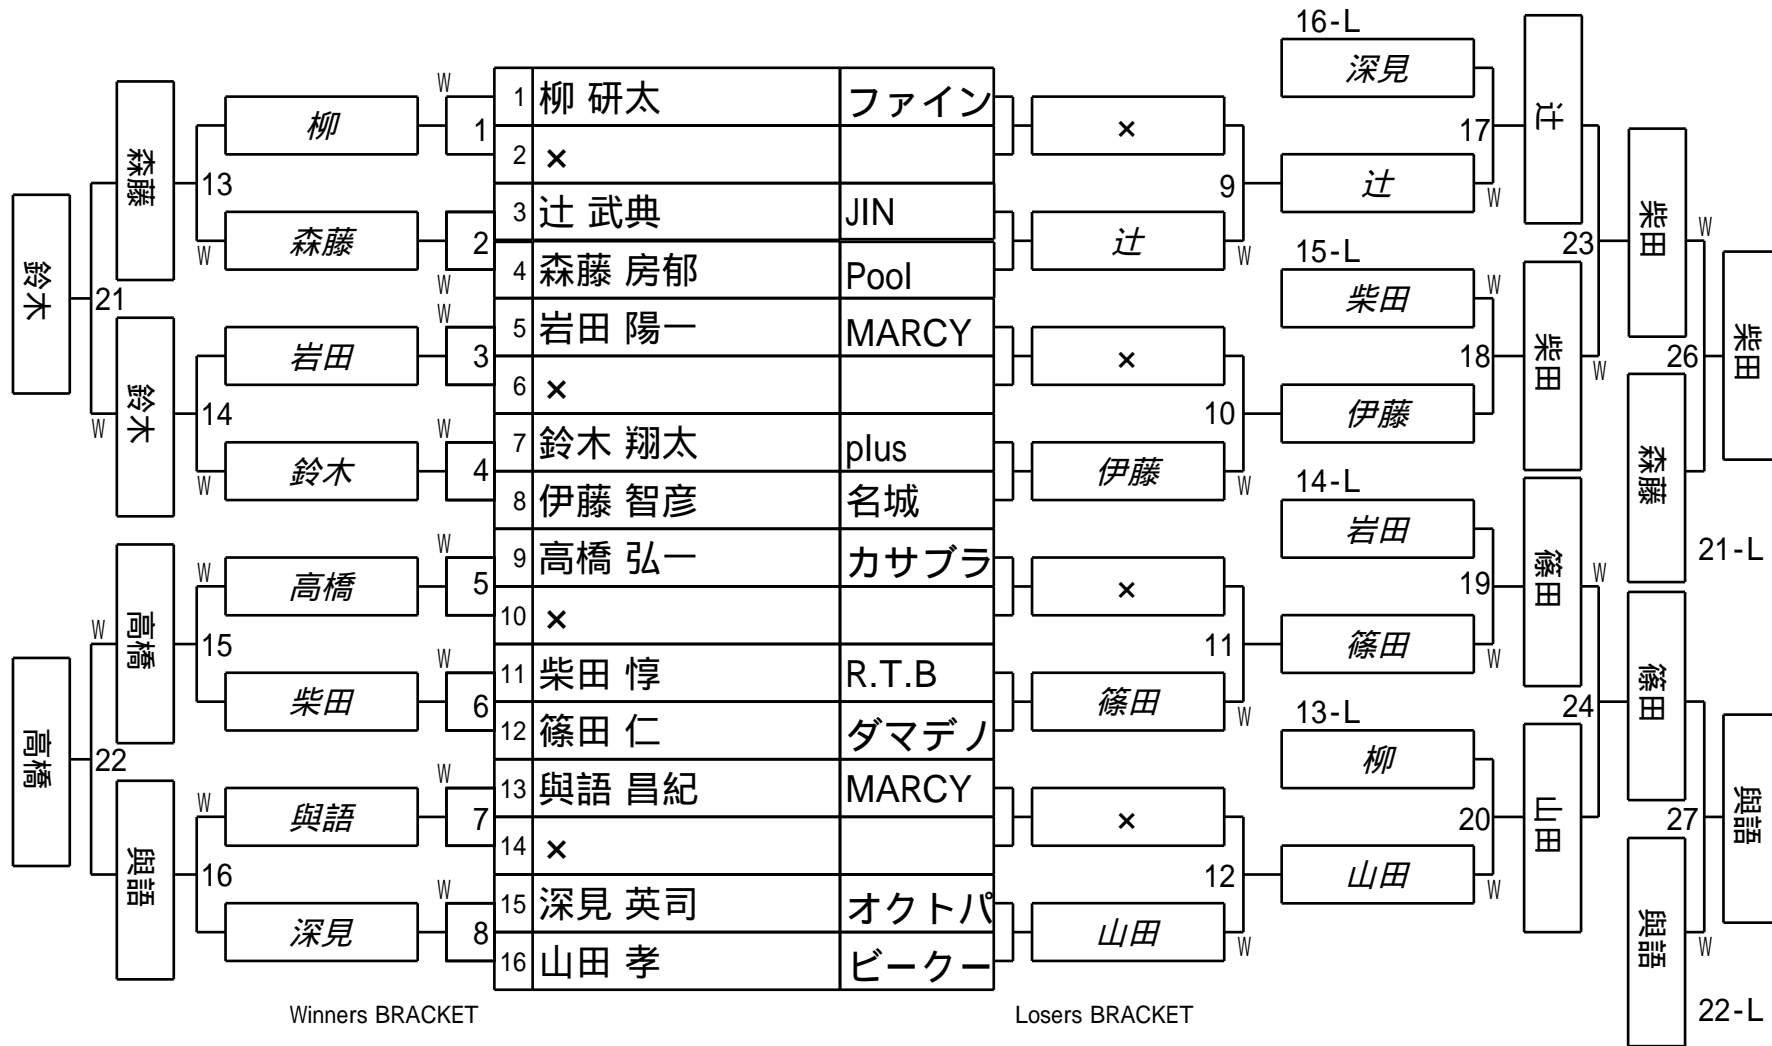 16-L
深見
W
1 柳 研太 ファイン
柳
1
×
17
辻
2 ×
森藤
13
9
辻
W
柴田
W
3 辻 武典 JIN
森藤
2
辻
W
23
W
4 森藤 房郁 Pool
W
15-L
柴田
W
鈴木
21
W
5 岩田 陽一 MARCY
岩田
3
×
18
柴田
W
26
柴田
6 ×
鈴木
W
14
10
伊藤
W
7 鈴木 翔太 plus
鈴木
W
4
伊藤
W
森藤
8 伊藤 智彦 名城
14-L
岩田
21-L
W
9 高橋 弘一 カサブラ
W
高橋
5
×
19
篠田
W
10 ×
W
高橋
15
11
篠田
W
篠田
W
11 柴田 惇 R.T.B
柴田
6
篠田
W
24
12 篠田 仁 ダマデノ
13-L
柳
高橋
22
W
13 與語 昌紀 MARCY
W
與語
7
×
20
山田
27
與語
14 ×
與語
16
12
山田
W
W
15 深見 英司 オクトパ
深見
8
山田
W
與語
W
16 山田 孝 ビークー
22-L
Winners BRACKET
Losers BRACKET